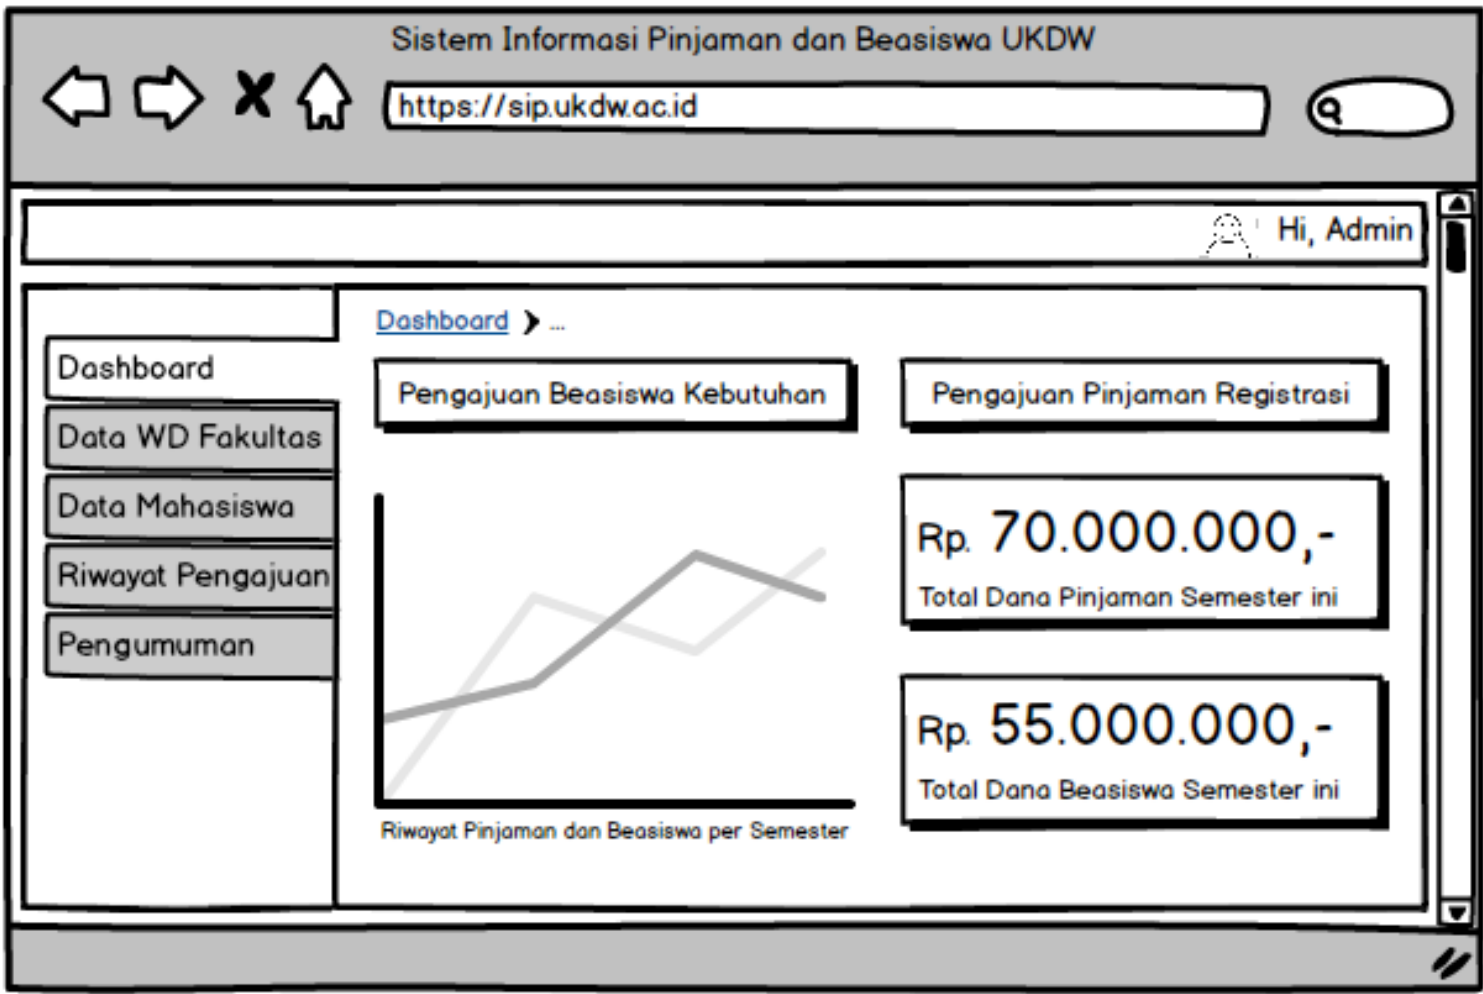 Sistem Informasi Pinjaman dan Beasiswa UKDW
https://sip.ukdw.ac.id
Hi, Admin
Dashboard
Data WD Fakultas
Data Mahasiswa
Riwayat Pengajuan
Pengumuman
Dashboard > ...
Pengajuan Beasiswa Kebutuhan
Pengajuan Pinjaman Registrasi
Riwayat Pinjaman dan Beasiswa per Semester
Rp. 70.000.000,-
Total Dana Pinjaman Semester ini
Rp. 55.000.000,-
Total Dana Beasiswa Semester ini